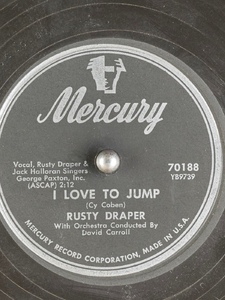 Mercury
Vocal, Rusty Draper &
Jack Halloran Singers
George Paxton, Inc.
(ASCAP) 2:12
70188
YB9739
I LOVE TO JUMP
(Cy Coben)
RUSTY DRAPER
With Orchestra Conducted By
David Carroll
MERCURY RECORD CORPORATION, MADE IN U.S.A.